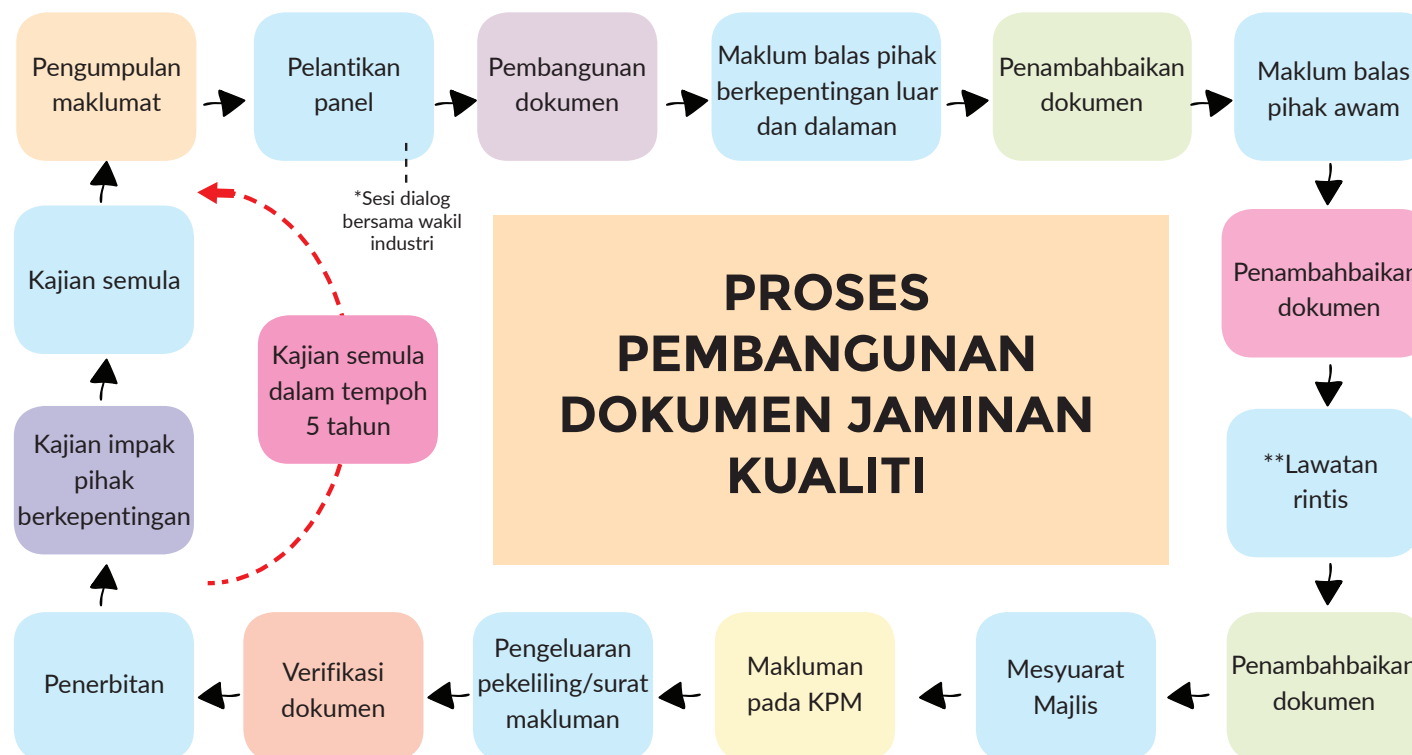 Pengumpulan
maklumat
Pelantikan
panel
Pembangunan
dokumen
Maklum balas pihak
berkepentingan luar
dan dalaman
Penambahbaikan
dokumen
Maklum balas
pihak awam
*Sesi dialog
bersama wakil
industri
Penambahbaikan
dokumen
**Lawatan
rintis
Penambahbaikan
dokumen
Mesyuarat
Majlis
Makluman
pada KPM
Pengeluaran
pekeliling/surat
makluman
Verifikasi
dokumen
Penerbitan
Kajian impak
pihak
berkepentingan
Kajian semula
Kajian semula
dalam tempoh
5 tahun
PROSES
PEMBANGUNAN
DOKUMEN JAMINAN
KUALITI